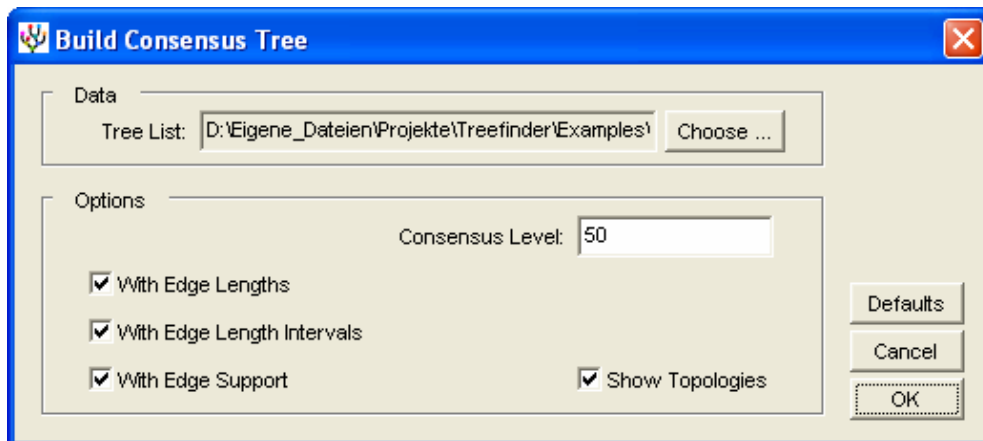 Build Consensus Tree
Data
Tree List: D:\Eigene_Dateien\Projekte\Treefinder\Examples\ Choose ...
Options
Consensus Level: 50
With Edge Lengths
With Edge Length Intervals
With Edge Support Show Topologies
Defaults
Cancel
OK